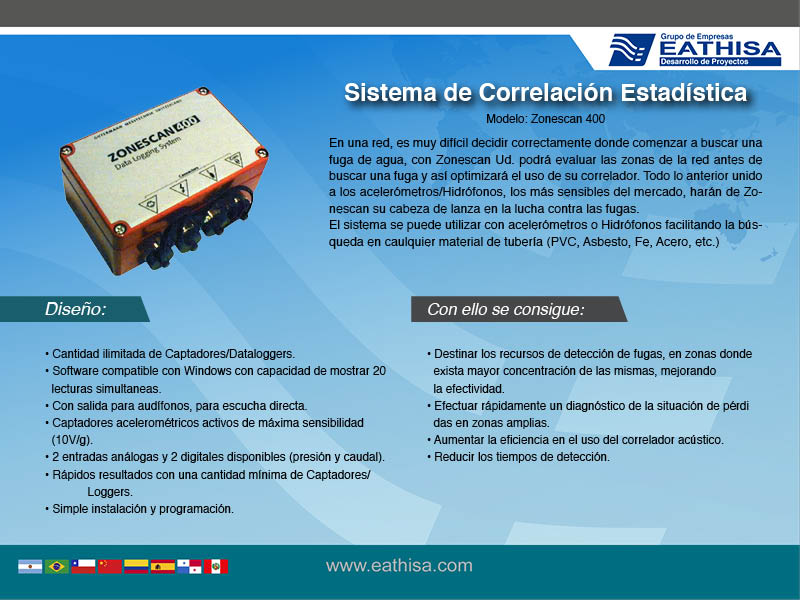 Grupo de Empresas
EATHISA
Desarrollo de Proyectos
Sistema de Correlación Estadística
Modelo: Zonescan 400
ZONESCAN 400
Data Logging System
En una red, es muy difícil decidir correctamente donde comenzar a buscar una
fuga de agua, con Zonescan Ud. podrá evaluar las zonas de la red antes de
buscar una fuga y así optimizará el uso de su correlador. Todo lo anterior unido
a los acelerómetros/Hidrófonos, los más sensibles del mercado, harán de Zo-
nescan su cabeza de lanza en la lucha contra las fugas.
El sistema se puede utilizar con acelerómetros o Hidrófonos facilitando la bús-
queda en caulquier material de tubería (PVC, Asbesto, Fe, Acero, etc.)
Diseño:
• Cantidad ilimitada de Captadores/Dataloggers.
• Software compatible con Windows con capacidad de mostrar 20
lecturas simultaneas.
• Con salida para audífonos, para escucha directa.
• Captadores acelerométricos activos de máxima sensibilidad
(10V/g).
• 2 entradas análogas y 2 digitales disponibles (presión y caudal).
• Rápidos resultados con una cantidad mínima de Captadores/
Loggers.
• Simple instalación y programación.
Con ello se consigue:
• Destinar los recursos de detección de fugas, en zonas donde
exista mayor concentración de las mismas, mejorando
la efectividad.
• Efectuar rápidamente un diagnóstico de la situación de pérdi
das en zonas amplias.
• Aumentar la eficiencia en el uso del correlador acústico.
• Reducir los tiempos de detección.
www.eathisa.com